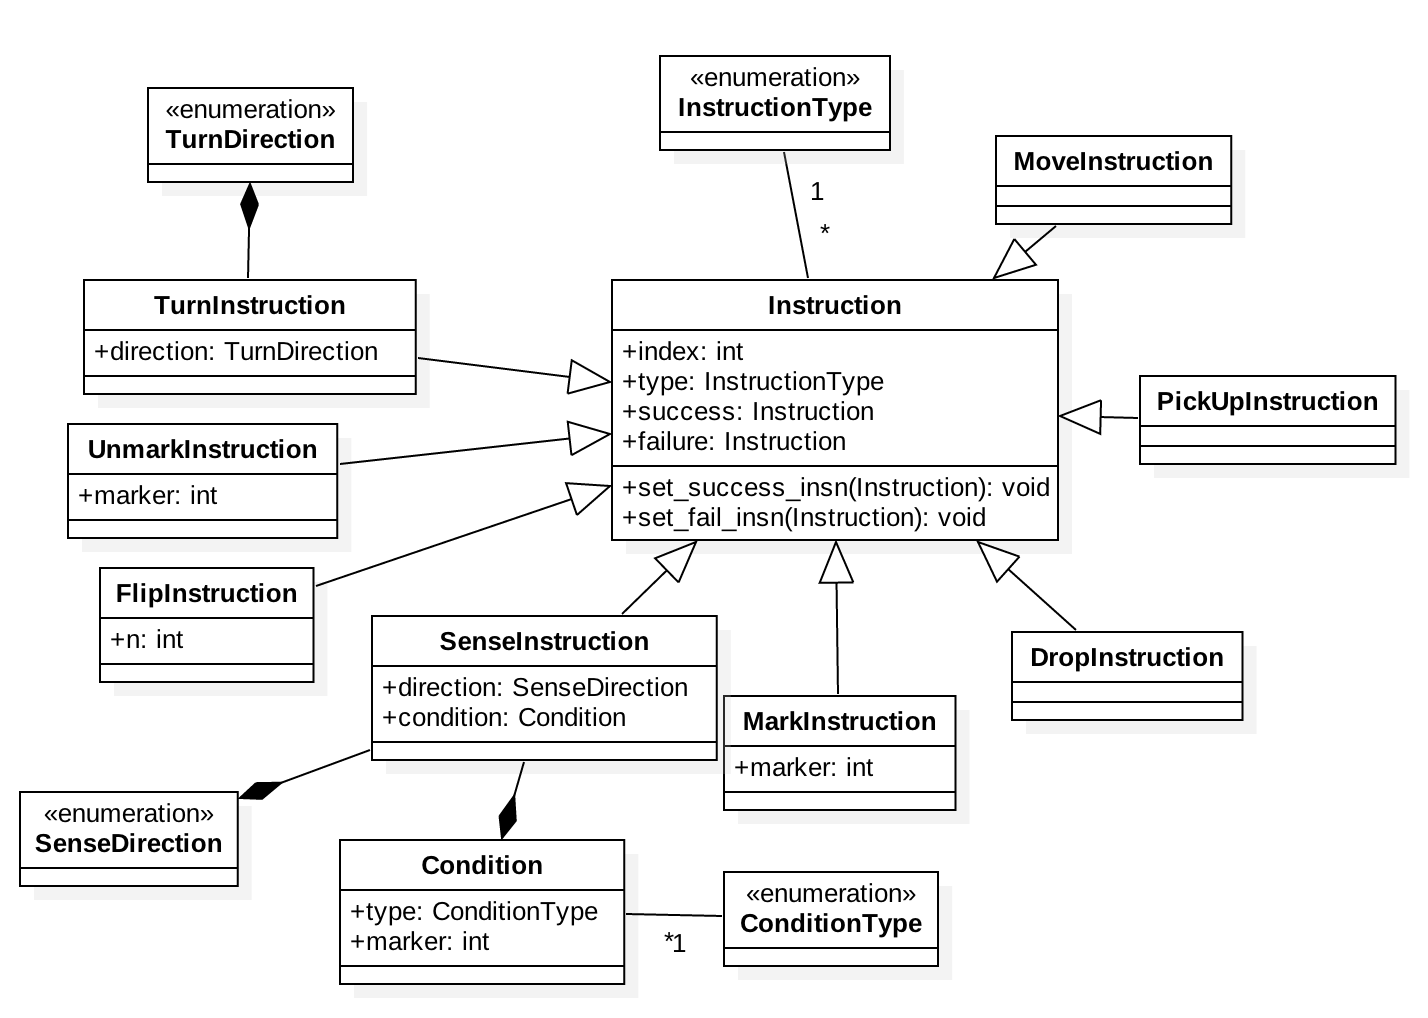 «enumeration»
InstructionType
«enumeration»
TurnDirection
MoveInstruction
1
*
TurnInstruction
+direction: TurnDirection
Instruction
+index: int
+type: InstructionType
+success: Instruction
+failure: Instruction
+set_success_insn(Instruction): void
+set_fail_insn(Instruction): void
PickUpInstruction
UnmarkInstruction
+marker: int
FlipInstruction
+n: int
SenseInstruction
+direction: SenseDirection
+condition: Condition
DropInstruction
MarkInstruction
+marker: int
«enumeration»
SenseDirection
Condition
+type: ConditionType
+marker: int
*1
«enumeration»
ConditionType